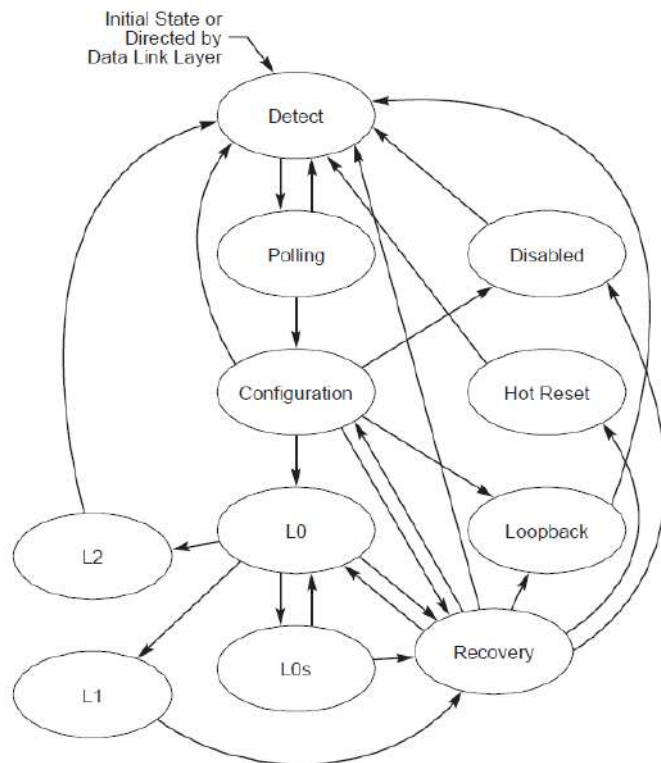 Initial State or
Directed by
Data Link Layer
Detect
Polling
Disabled
Configuration
Hot Reset
L0
Loopback
L2
L0s
Recovery
L1